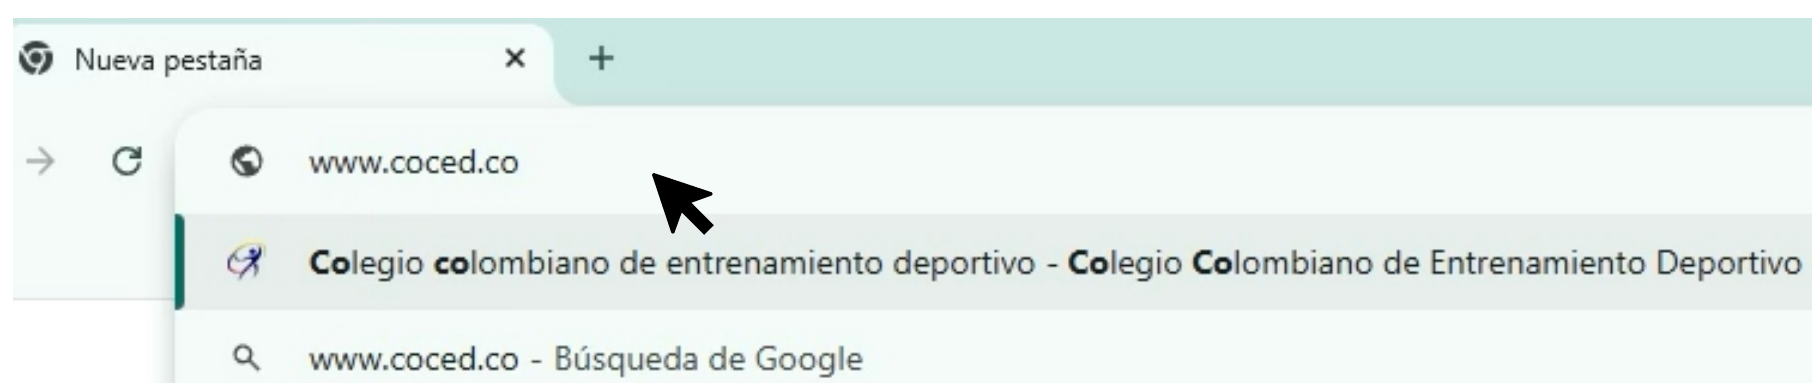 Nueva pestaña
www.coced.co
Colegio colombiano de entrenamiento deportivo - Colegio Colombiano de Entrenamiento Deportivo
www.coced.co - Búsqueda de Google